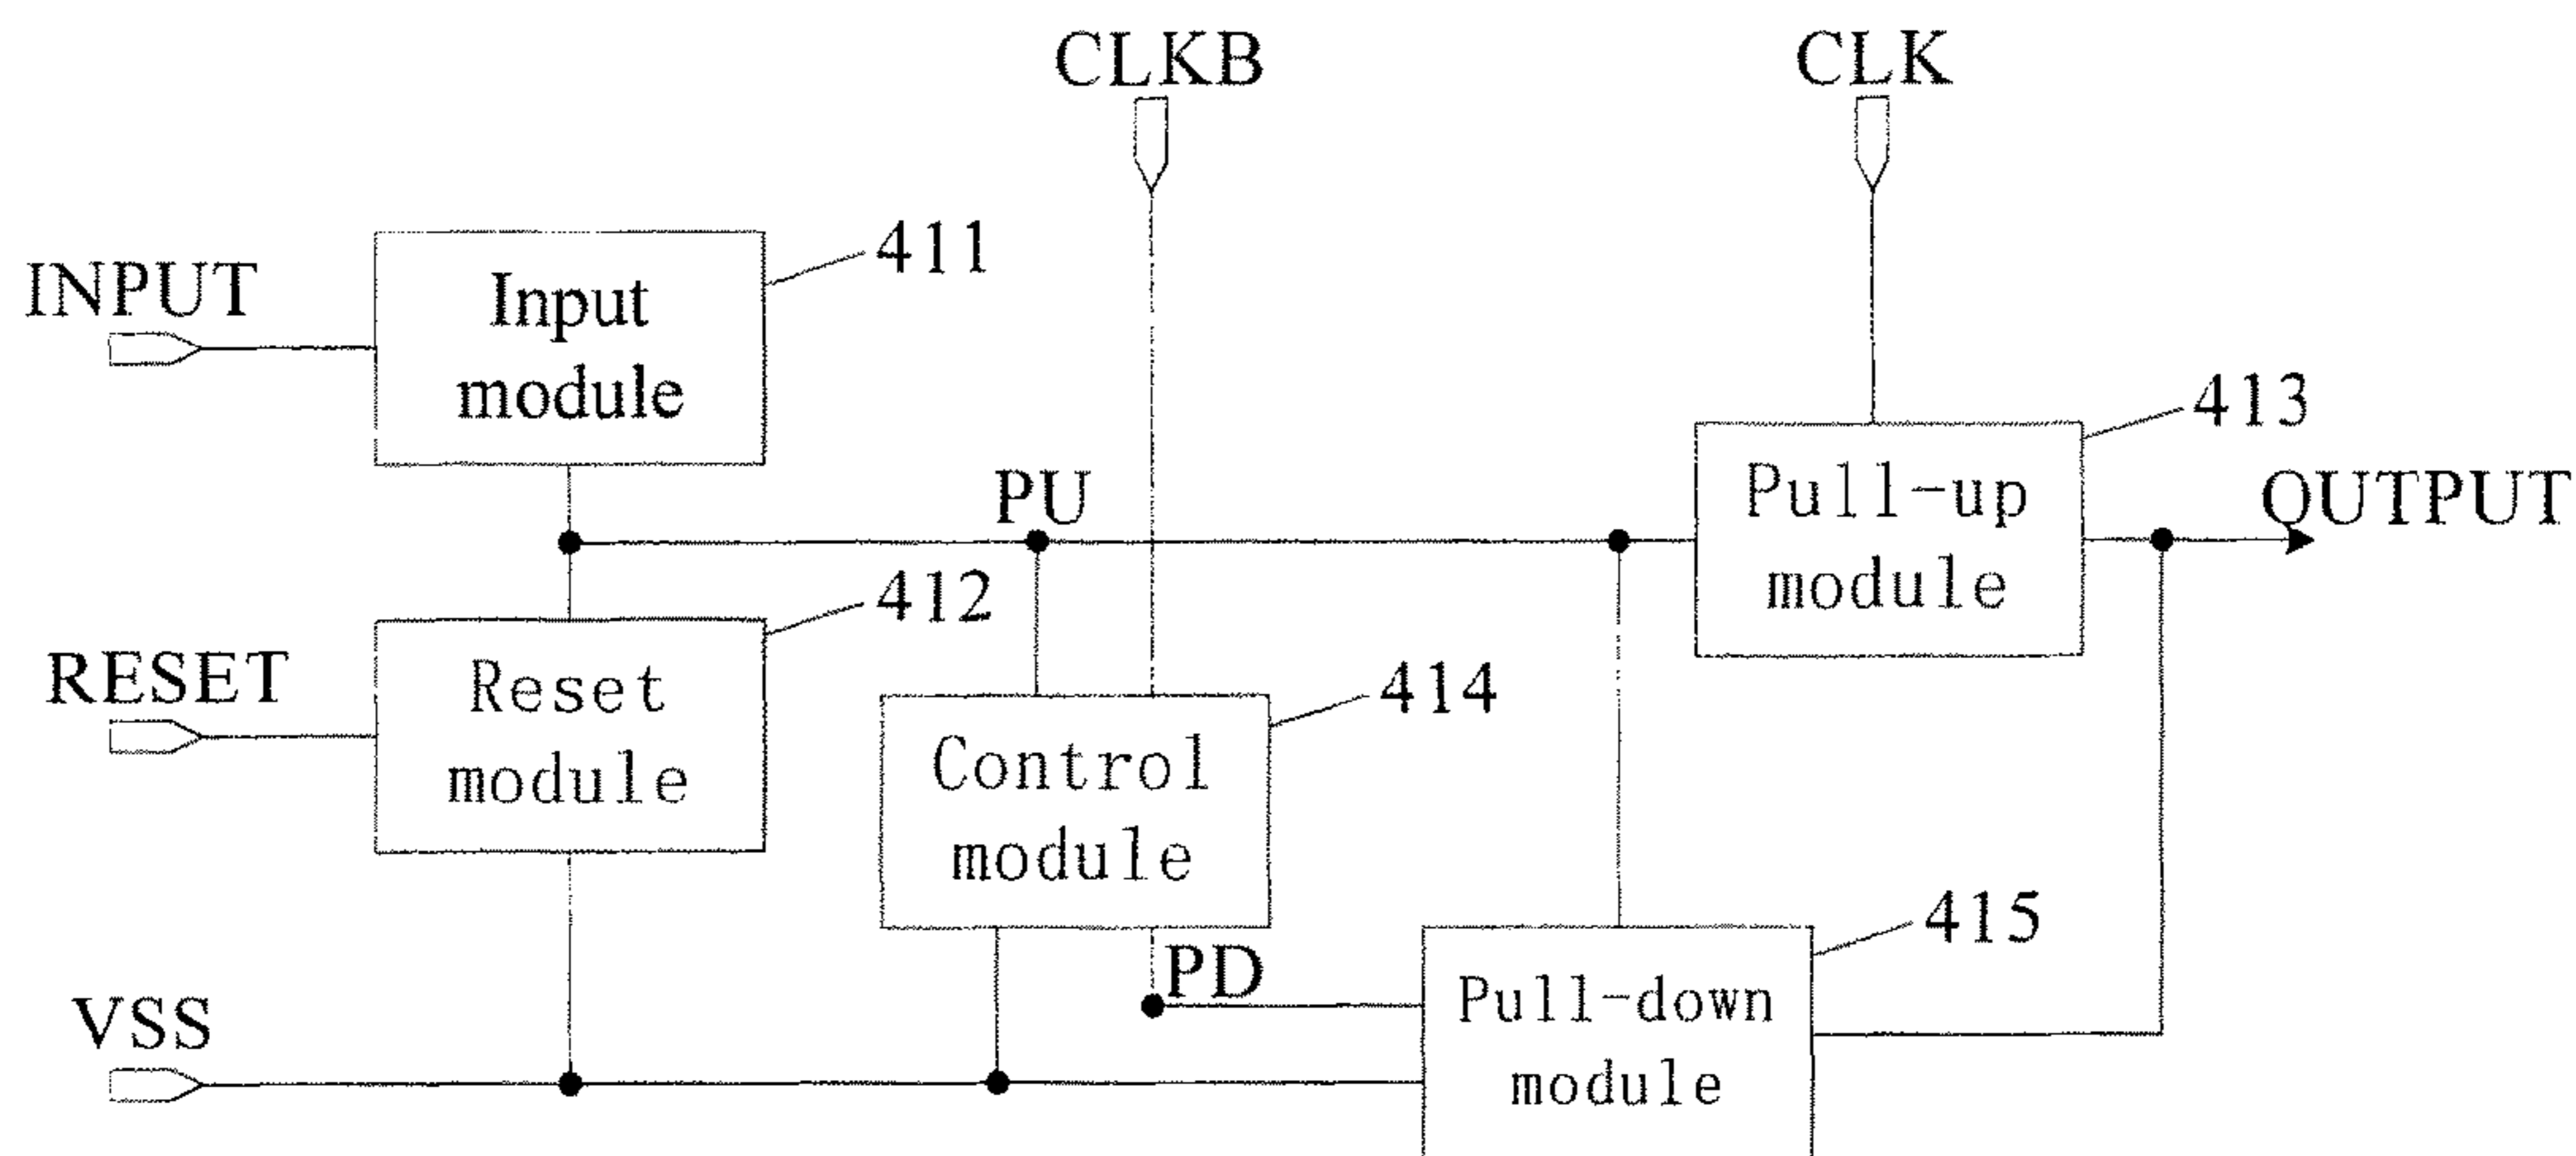 CLKB
CLK
INPUT
Input
module
411
413
Pull-up
module
OUTPUT
PU
412
RESET
Reset
module
414
Control
module
415
PD
Pull-down
module
VSS